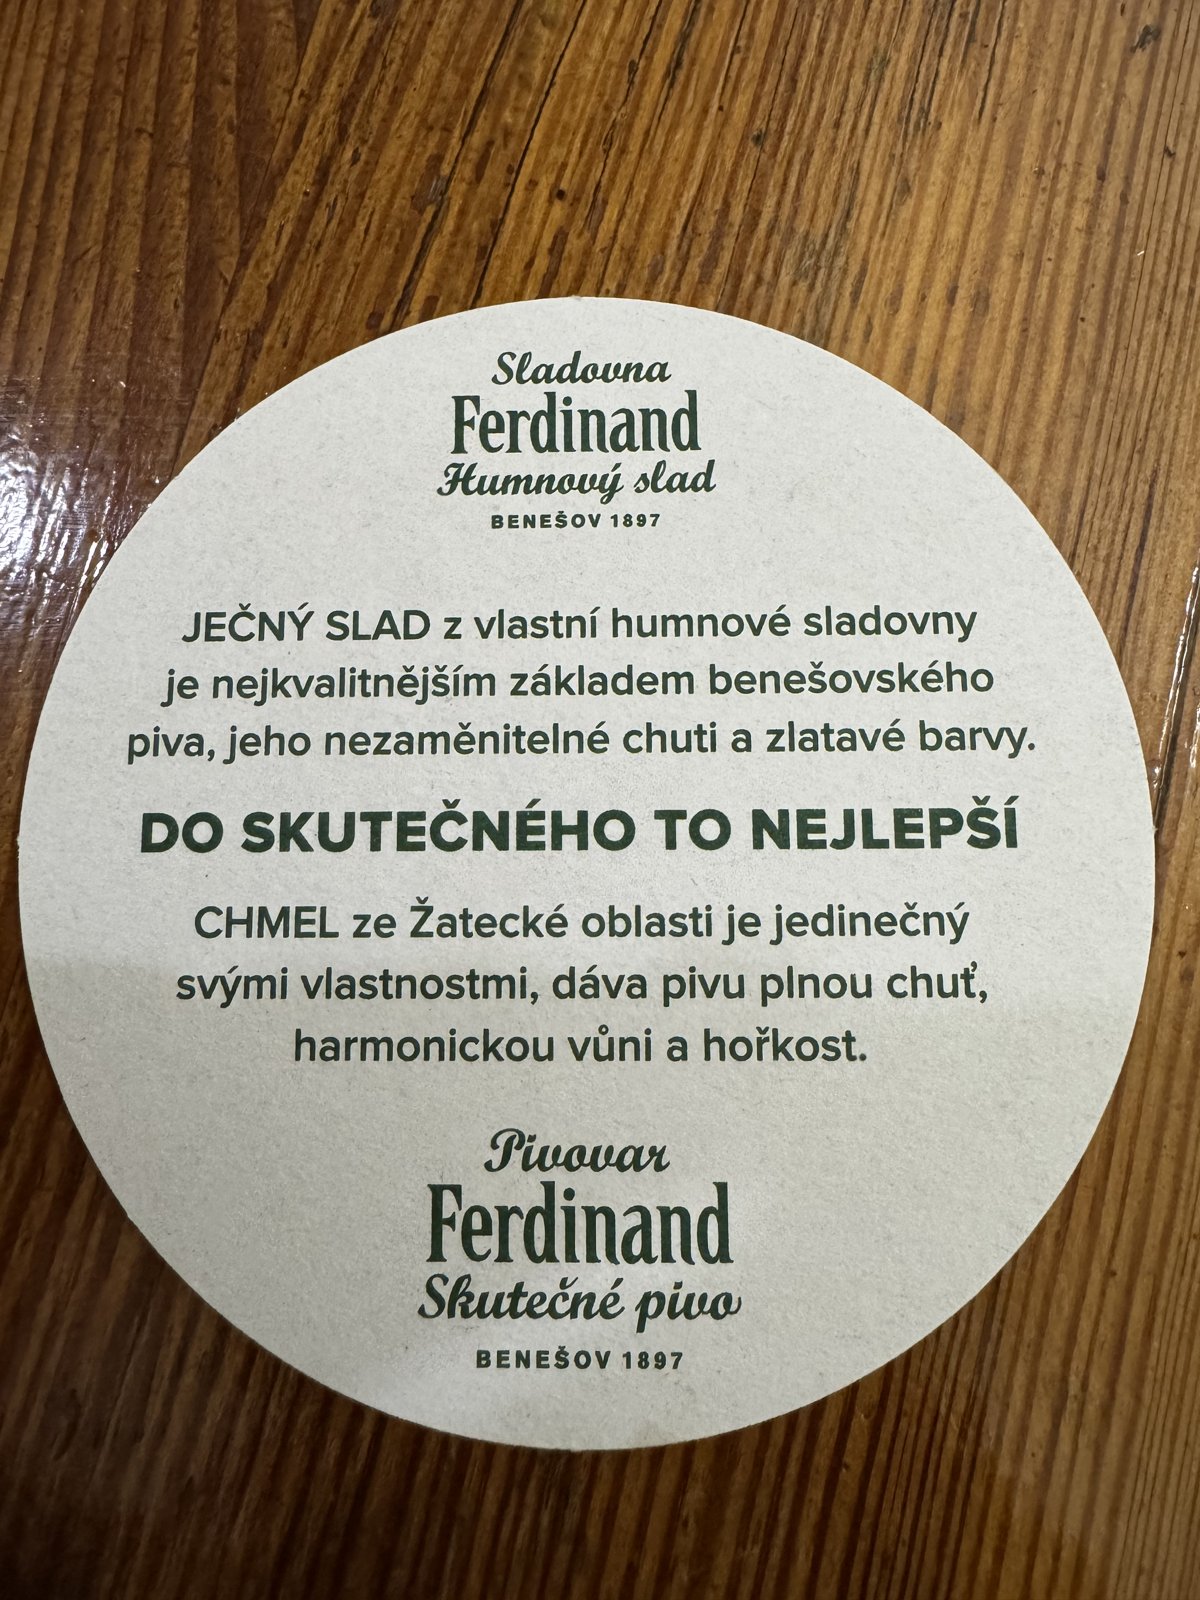 Sladovna
Ferdinand
Humnový slad
BENEŠOV 1897
JEČNÝ SLAD z vlastní humnové sladovny
je nejkvalitnějším základem benešovského
piva, jeho nezaměnitelné chuti a zlatavé barvy.
DO SKUTEČNÉHO TO NEJLEPŠÍ
CHMEL ze Žatecké oblasti je jedinečný
svými vlastnostmi, dáva pivu plnou chuť,
harmonickou vůni a hořkost.
Pivovar
Ferdinand
Skutečné pivo
BENEŠOV 1897